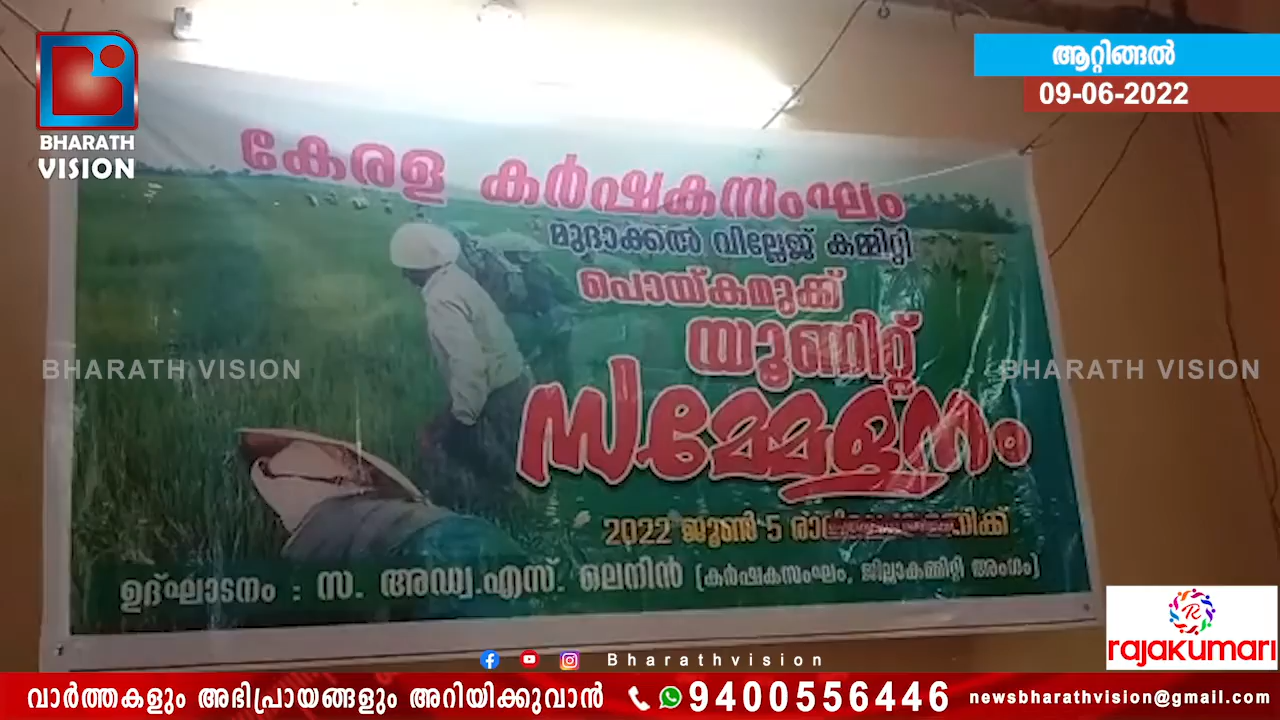 BHARATH
VISION
ആറ്റിങ്ങൽ
09-06-2022
കേരള കർഷകസംഘം
മുദാക്കൽ വില്ലേജ് കമ്മിറ്റി
പൊയ്കമുക്ക്
യൂണിറ്റ്
സമ്മേളനം
BHARATH VISION
BHARATH VISION
2022 ജൂൺ 5
ഉദ്ഘാടനം : സ. അഡ്വ.എസ്. ലെനിൻ (കർഷകസംഘം, ജില്ലാകമ്മിറ്റി അംഗം)
R
rajakumari
Bharathvision
വാർത്തകളും അഭിപ്രായങ്ങളും അറിയിക്കുവാൻ 9400556446 newsbharathvision@gmail.com